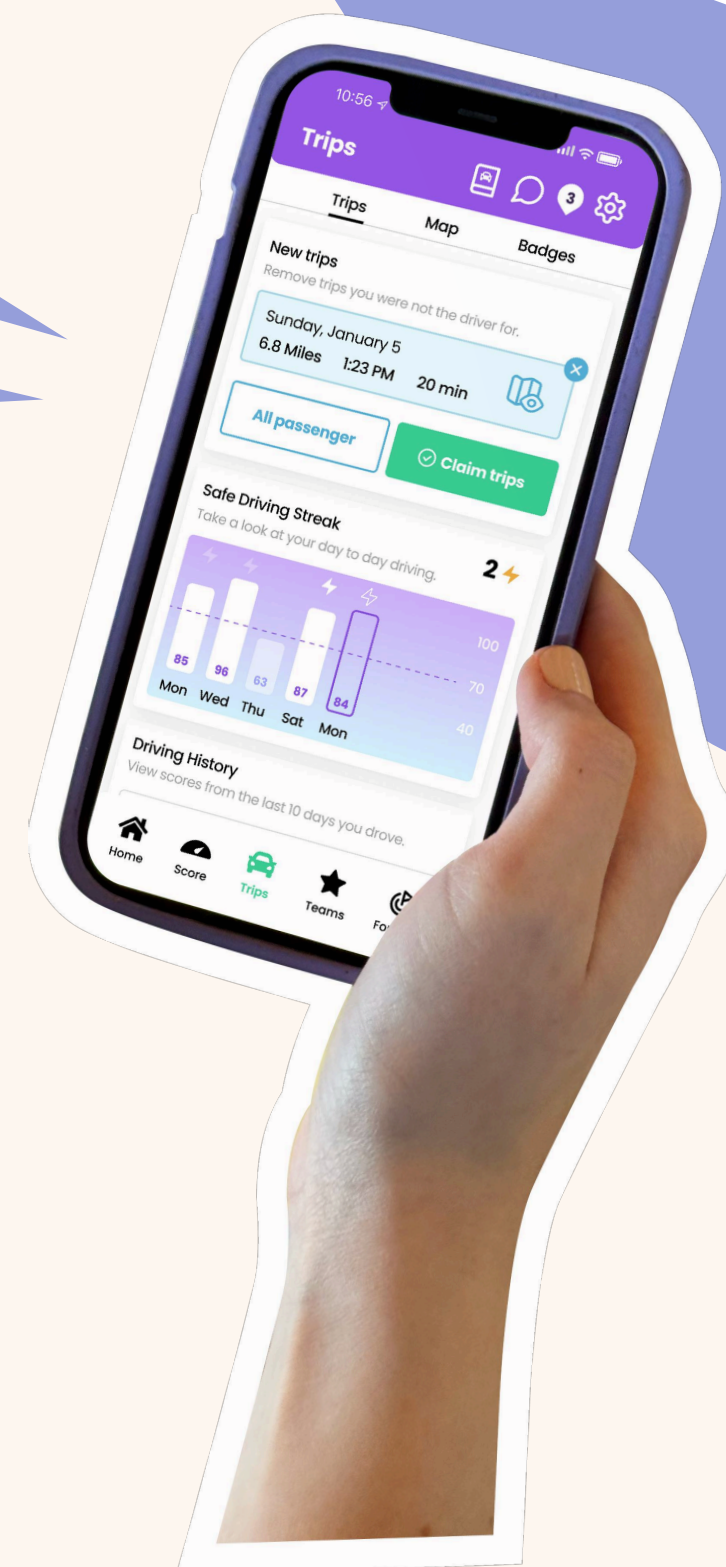 10:56
Trips
3
Trips Map Badges
New trips
Remove trips you were not the driver for.
Sunday, January 5
6.8 Miles 1:23 PM 20 min
All passenger Claim trips
Safe Driving Streak
Take a look at your day to day driving.
2
100
70
40
85 96 63 87 84
Mon Wed Thu Sat Mon
Driving History
View scores from the last 10 days you drove.
Home Score Trips Teams